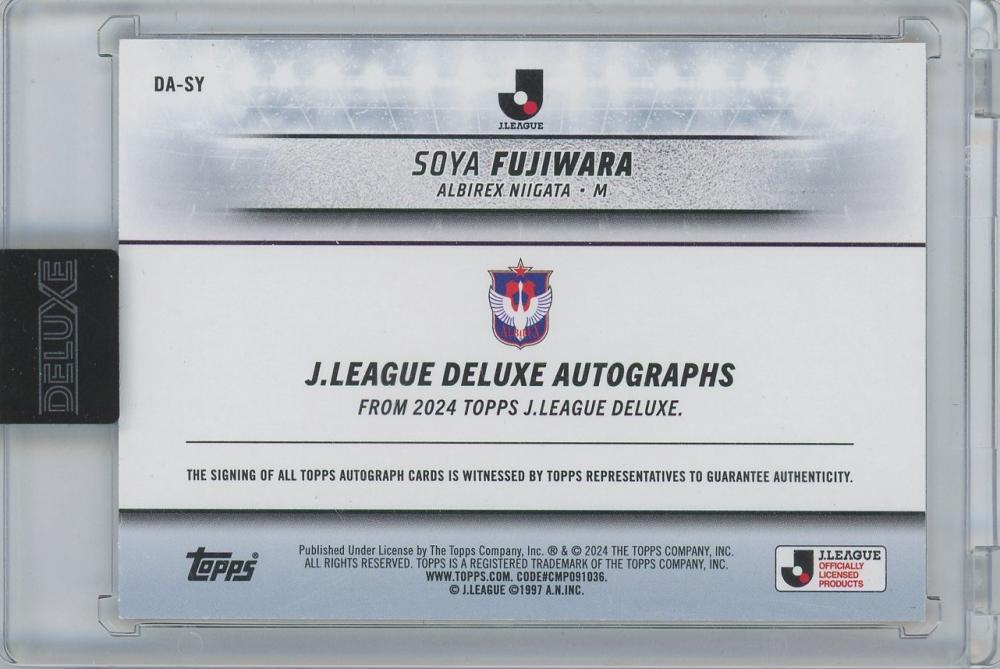 DA-SY
J.LEAGUE
SOYA FUJIWARA
ALBIREX NIIGATA · M
DELUXE
ALBIREX
J.LEAGUE DELUXE AUTOGRAPHS
FROM 2024 TOPPS J.LEAGUE DELUXE.
THE SIGNING OF ALL TOPPS AUTOGRAPH CARDS IS WITNESSED BY TOPPS REPRESENTATIVES TO GUARANTEE AUTHENTICITY.
topps®
Published Under License by The Topps Company, Inc. ® & © 2024 THE TOPPS COMPANY, INC.
ALL RIGHTS RESERVED. TOPPS IS A REGISTERED TRADEMARK OF THE TOPPS COMPANY, INC.
WWW.TOPPS.COM. CODE#CMP091036.
© J.LEAGUE ©1997 A.N.INC.
J.LEAGUE
OFFICIALLY
LICENSED
PRODUCTS